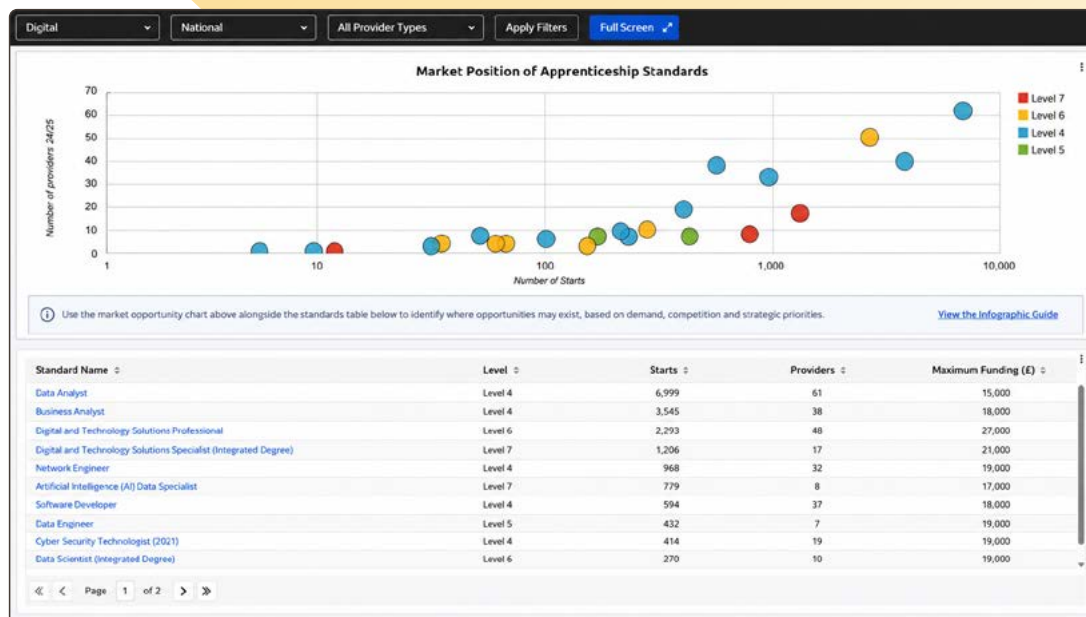 Digital National All Provider Types Apply Filters Full Screen
Market Position of Apprenticeship Standards
Number of providers 24/25
70
60
50
40
30
20
10
0
1 10 100 1,000 10,000
Number of Starts
Level 7
Level 6
Level 4
Level 5
Use the market opportunity chart above alongside the standards table below to identify where opportunities may exist, based on demand, competition and strategic priorities. View the Infographic Guide
Standard Name Level Starts Providers Maximum Funding (£)
Data Analyst Level 4 6,999 61 15,000
Business Analyst Level 4 3,545 38 18,000
Digital and Technology Solutions Professional Level 6 2,293 48 27,000
Digital and Technology Solutions Specialist (Integrated Degree) Level 7 1,206 17 21,000
Network Engineer Level 4 968 32 19,000
Artificial Intelligence (AI) Data Specialist Level 7 779 8 17,000
Software Developer Level 4 594 37 18,000
Data Engineer Level 5 432 7 19,000
Cyber Security Technologist (2021) Level 4 414 19 19,000
Data Scientist (Integrated Degree) Level 6 270 10 19,000
Page 1 of 2